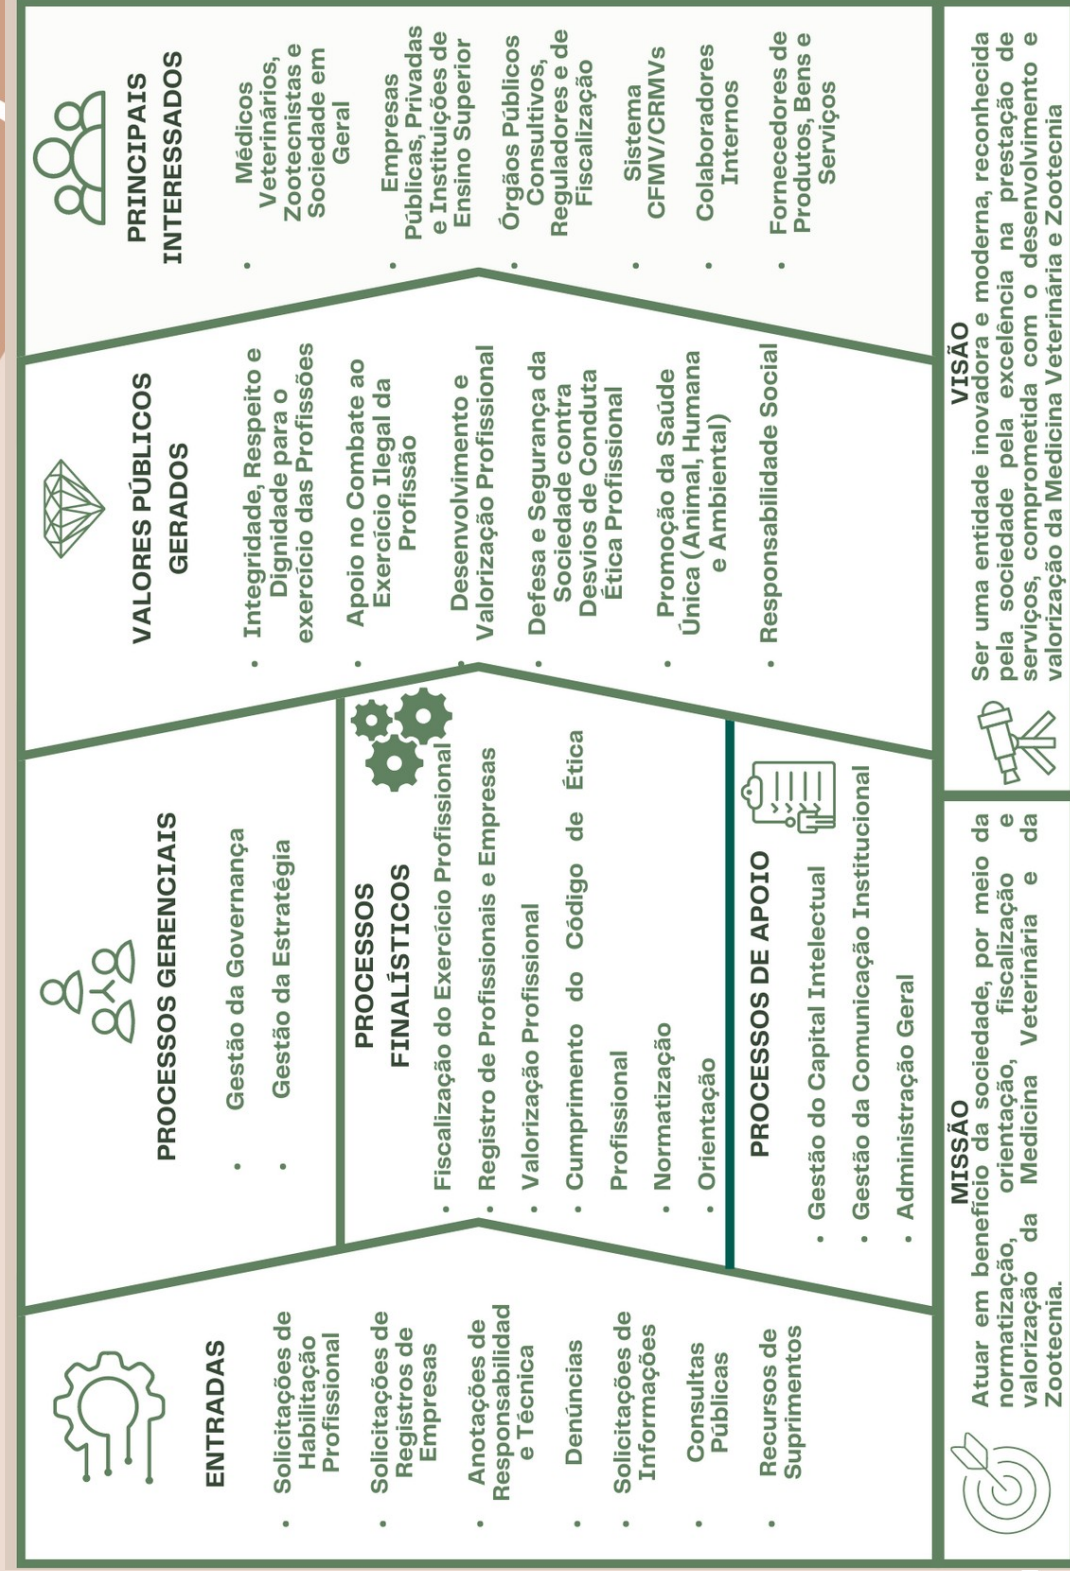 ENTRADAS
• Solicitações de
Habilitação
Profissional
• Solicitações de
Registros de
Empresas
• Anotações de
Responsabilidad
e Técnica
• Denúncias
• Solicitações de
Informações
• Consultas
Públicas
• Recursos de
Suprimentos
PROCESSOS GERENCIAIS
• Gestão da Governança
• Gestão da Estratégia
PROCESSOS
FINALÍSTICOS
• Fiscalização do Exercício Profissional
• Registro de Profissionais e Empresas
• Valorização Profissional
• Cumprimento do Código de Ética
Profissional
• Normatização
• Orientação
PROCESSOS DE APOIO
• Gestão do Capital Intelectual
• Gestão da Comunicação Institucional
• Administração Geral
VALORES PÚBLICOS
GERADOS
• Integridade, Respeito e
Dignidade para o
exercício das Profissões
• Apoio no Combate ao
Exercício Ilegal da
Profissão
• Desenvolvimento e
Valorização Profissional
• Defesa e Segurança da
Sociedade contra
Desvios de Conduta
Ética Profissional
• Promoção da Saúde
Única (Animal, Humana
e Ambiental)
• Responsabilidade Social
PRINCIPAIS
INTERESSADOS
• Médicos
Veterinários,
Zootecnistas e
Sociedade em
Geral
• Empresas
Públicas, Privadas
e Instituições de
Ensino Superior
• Órgãos Públicos
Consultivos,
Reguladores e de
Fiscalização
• Sistema
CFMV/CRMVs
• Colaboradores
Internos
• Fornecedores de
Produtos, Bens e
Serviços
MISSÃO
Atuar em benefício da sociedade, por meio da
normatização, orientação, fiscalização e
valorização da Medicina Veterinária e da
Zootecnia.
VISÃO
Ser uma entidade inovadora e moderna, reconhecida
pela sociedade pela excelência na prestação de
serviços, comprometida com o desenvolvimento e
valorização da Medicina Veterinária e Zootecnia